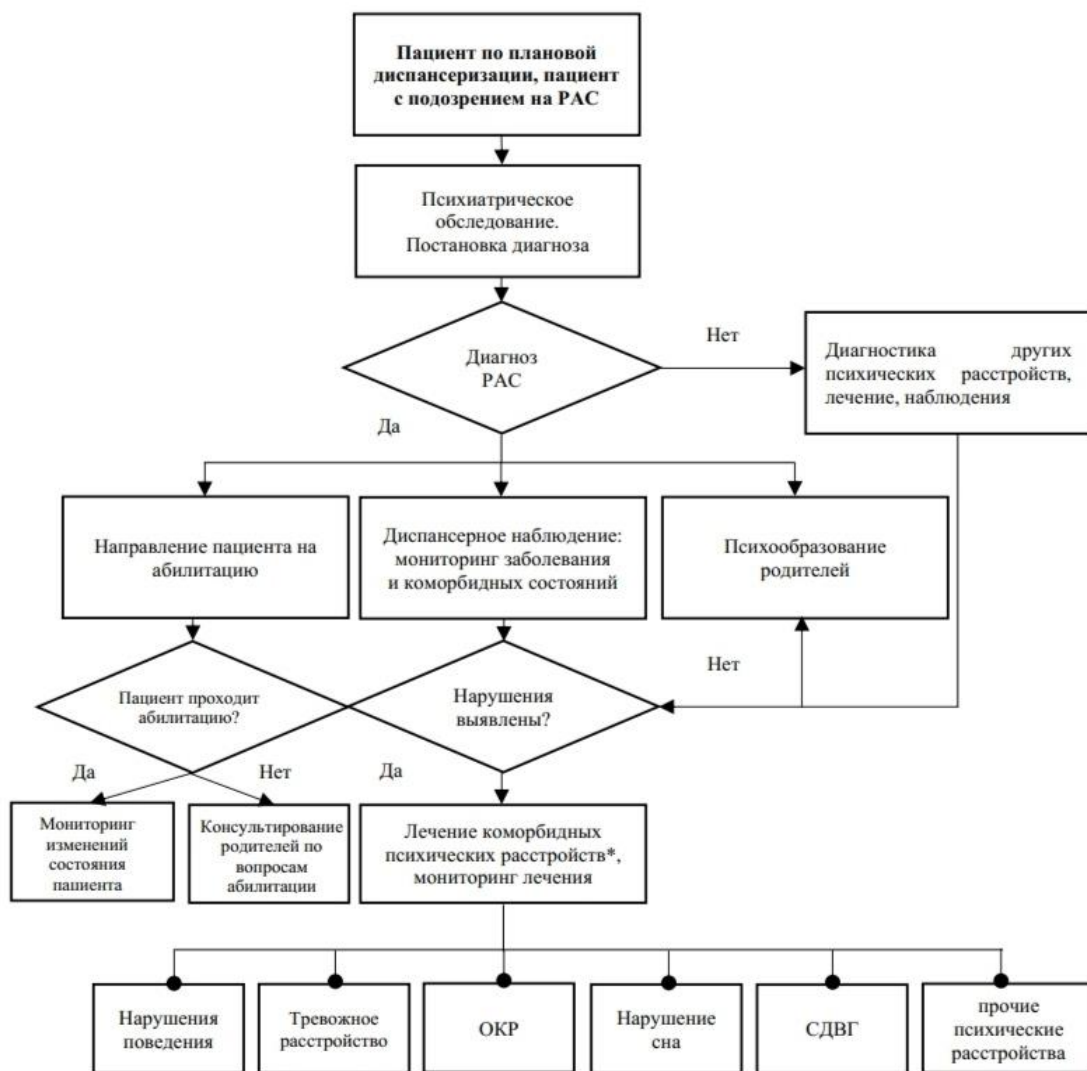 Пациент по плановой
диспансеризации, пациент
с подозрением на РАС
Психиатрическое
обследование.
Постановка диагноза
Диагноз
РАС
Нет
Диагностика других
психических расстройств,
лечение, наблюдения
Да
Направление пациента на
абилитацию
Диспансерное наблюдение:
мониторинг заболевания
и коморбидных состояний
Психообразование
родителей
Пациент проходит
абилитацию?
Нарушения
выявлены?
Нет
Да
Нет
Да
Мониторинг
изменений
состояния
пациента
Консультирование
родителей по
вопросам
абилитации
Лечение коморбидных
психических расстройств*,
мониторинг лечения
Нарушения
поведения
Тревожное
расстройство
ОКР
Нарушение
сна
СДВГ
прочие
психические
расстройства